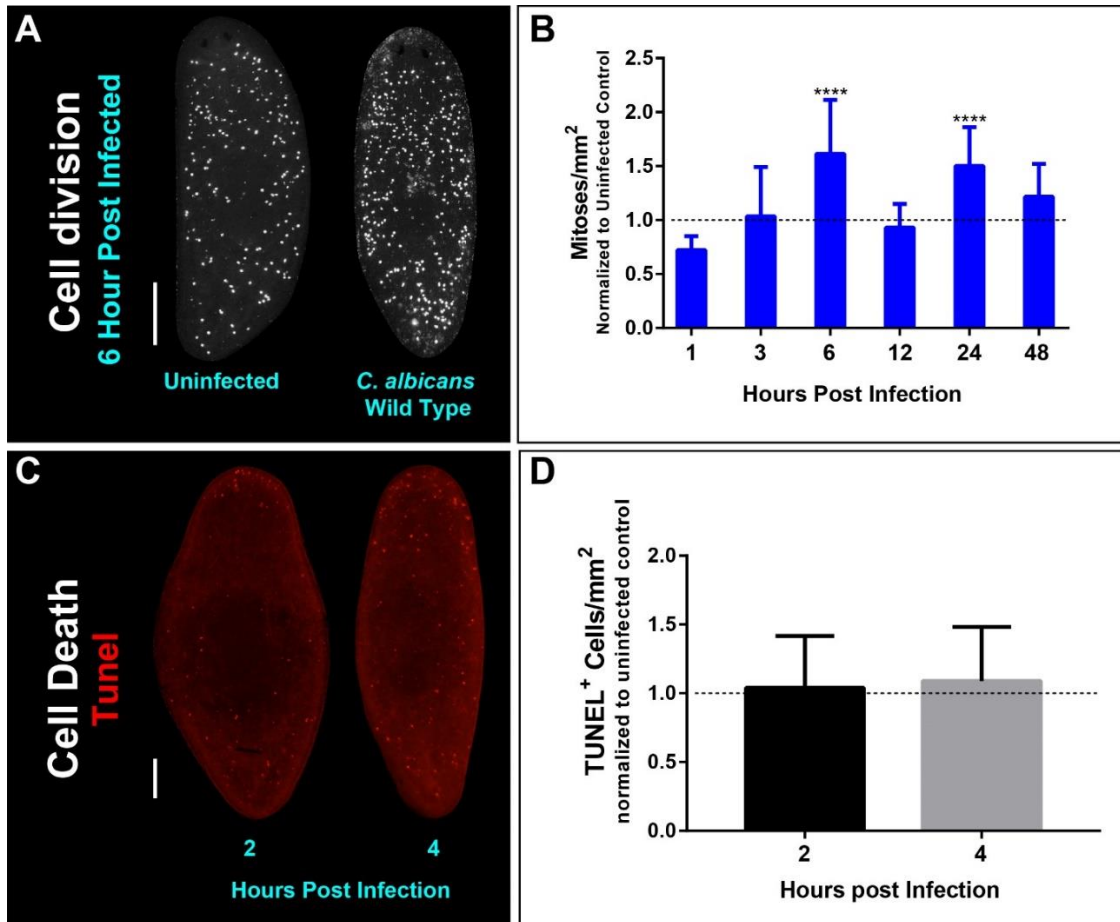 A
Cell division
6 Hour Post Infected
Uninfected
C. albicans
Wild Type
B
Mitoses/mm²
Normalized to Uninfected Control
2.5
2.0
1.5
1.0
0.5
0.0
****
****
1 3 6 12 24 48
Hours Post Infection
C
Cell Death
Tunel
2 4
Hours Post Infection
D
TUNEL⁺ Cells/mm²
normalized to uninfected control
2.0
1.5
1.0
0.5
0.0
2 4
Hours post Infection